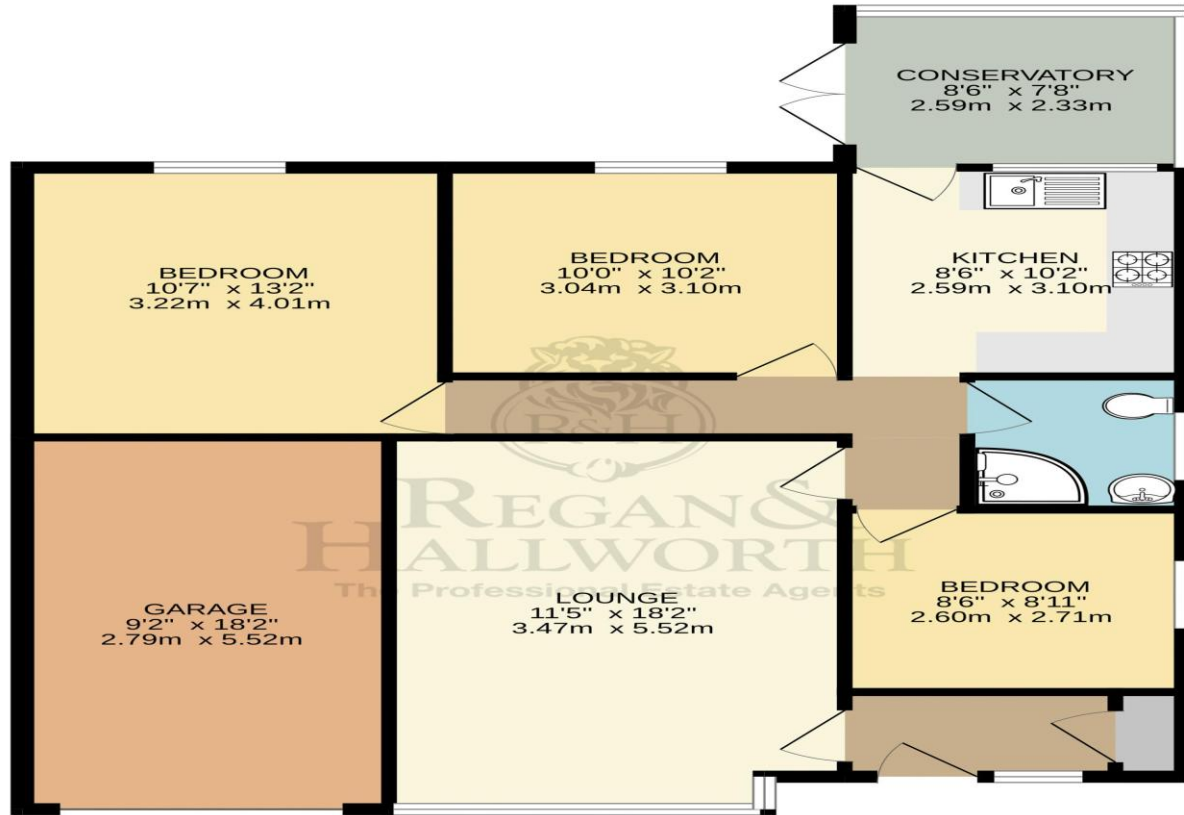 CONSERVATORY
8'6" x 7'8"
2.59m x 2.33m
BEDROOM
10'7" x 13'2"
3.22m x 4.01m
BEDROOM
10'0" x 10'2"
3.04m x 3.10m
KITCHEN
8'6" x 10'2"
2.59m x 3.10m
R&H
REGAN &
HALLWORTH
The Professional Estate Agents
GARAGE
9'2" x 18'2"
2.79m x 5.52m
LOUNGE
11'5" x 18'2"
3.47m x 5.52m
BEDROOM
8'6" x 8'11"
2.60m x 2.71m